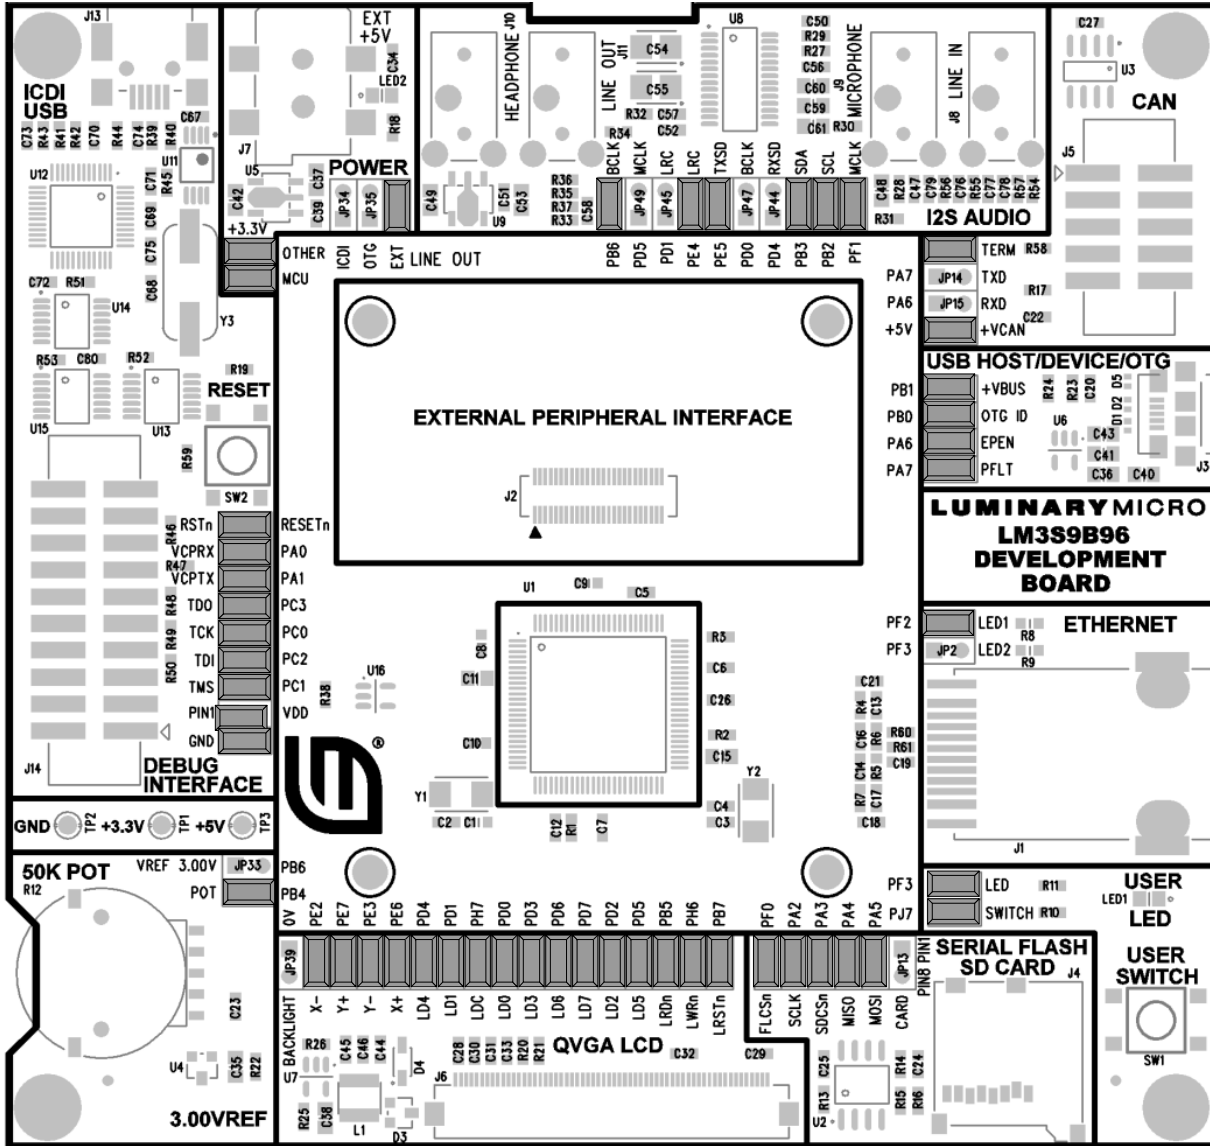 J13
ICDI
USB
C73
R43
R41
R42
C70
R44
C74
R39
R40
C67
U12
U11
R45
C71
C69
C75
C68
Y3
C72
R51
U14
R53
C80
R52
U15
U13
EXT
+5V
C34
LED2
R18
J7
U5
POWER
C42
C37
C39
JP34
JP35
+3.3V
OTHER
MCU
ICDI
OTG
EXT
LINE OUT
HEADPHONE
J10
LINE OUT
J11
C54
C55
R32
C57
C52
R34
U8
C50
R29
R27
C56
C60
C59
C61
R30
J9
MICROPHONE
J8
LINE IN
C49
U9
C51
C53
R36
R35
R37
R33
C58
BCLK
MCLK
LRC
LRC
TXSD
BCLK
RXSD
SDA
SCL
MCLK
JP49
JP45
JP47
JP44
PB6
PD5
PD1
PE4
PE5
PD0
PD4
PB3
PB2
PF1
C48
R28
C47
C79
R56
C76
R55
C77
C78
R57
R54
R31
I2S AUDIO
C27
U3
CAN
J5
TERM
R58
PA7
JP14
TXD
PA6
JP15
RXD
R17
+5V
+VCAN
C22
USB HOST/DEVICE/OTG
PB1
+VBUS
PB0
OTG ID
PA6
EPEN
PA7
PFLT
R24
R23
C20
D5
D2
D1
U6
C43
C41
C36
C40
J3
EXTERNAL PERIPHERAL INTERFACE
J2
LUMINARYMICRO
LM3S9B96
DEVELOPMENT
BOARD
R19
RESET
R59
SW2
R46
RSTn
RESETn
VCPRX
PA0
R47
VCPTX
PA1
R48
TDO
PC3
R49
TCK
PC0
R50
TDI
PC2
TMS
PC1
PIN1
VDD
GND
J14
DEBUG
INTERFACE
R38
U16
®
U1
C9
C5
C8
C11
C10
R3
C6
C26
R2
C15
Y1
C2
C1
C12
R1
C7
C4
C3
Y2
C21
R4
C13
C16
R6
R60
R61
C19
C14
R5
R7
C17
C18
PF2
LED1
PF3
JP2
LED2
R8
R9
ETHERNET
J1
GND
TP2
+3.3V
TP1
+5V
TP3
50K POT
R12
VREF 3.00V
JP33
PB6
POT
PB4
C23
U4
C35
R22
3.00VREF
0V
PE2
PE7
PE3
PE6
PD4
PD1
PH7
PD0
PD3
PD6
PD7
PD2
PD5
PB5
PH6
PB7
JP39
BACKLIGHT
X-
Y+
Y-
X+
LD4
LD1
LDC
LD0
LD3
LD6
LD7
LD2
LD5
LRDn
LWRn
LRSTn
R26
C45
C46
C44
U7
R25
C38
L1
D4
D3
C28
C30
C31
C33
R20
R21
QVGA LCD
C32
C29
J6
PF0
PA2
PA3
PA4
PA5
JP13
PIN8 PIN1
FLCSn
SCLK
SDCSn
MISO
MOSI
CARD
SERIAL FLASH
SD CARD
J4
C25
R13
U2
R14
C24
R15
R16
PF3
LED
R11
PJ7
SWITCH
R10
USER
LED1
LED
USER
SWITCH
SW1